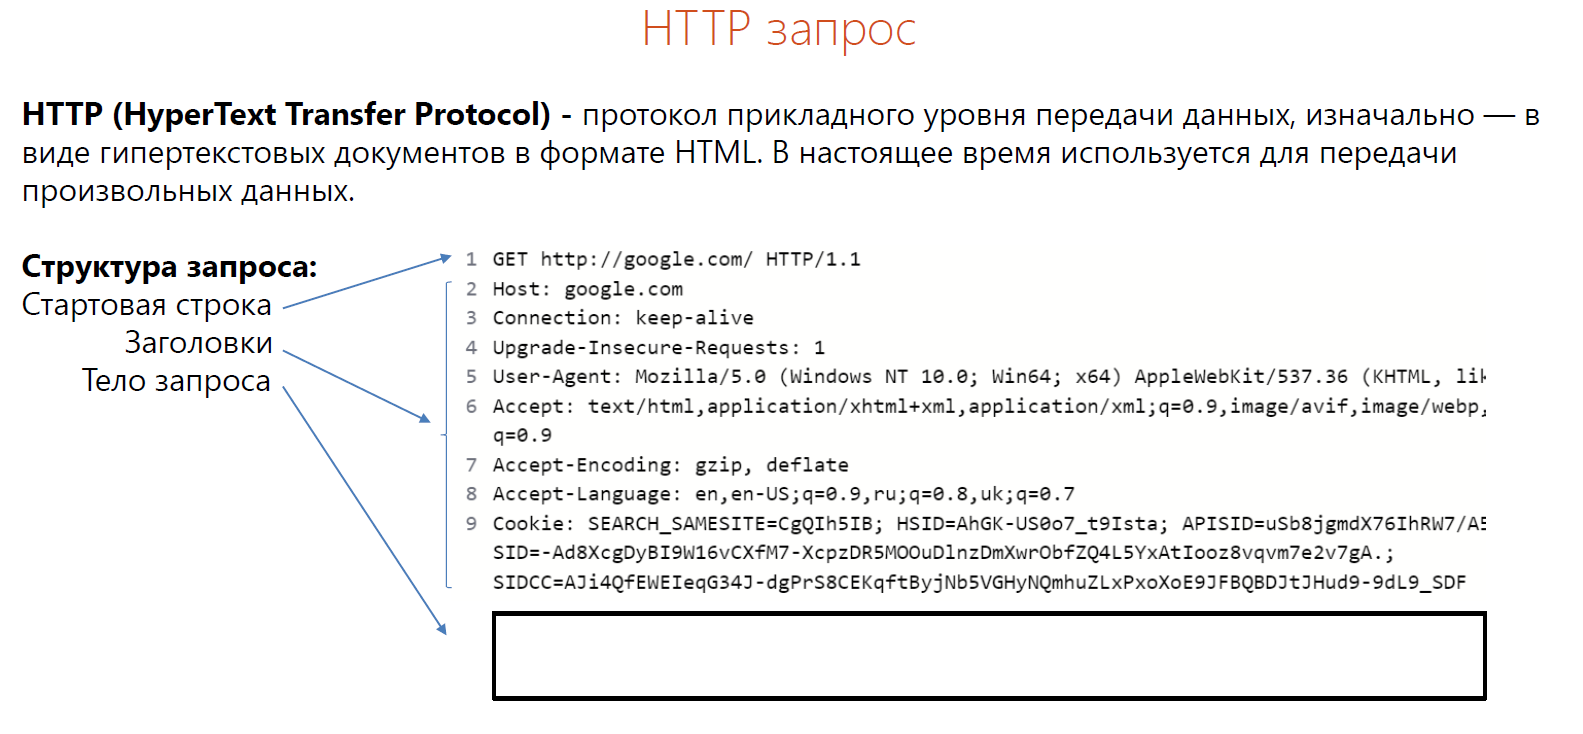 HTTP запрос
HTTP (HyperText Transfer Protocol) - протокол прикладного уровня передачи данных, изначально — в
виде гипертекстовых документов в формате HTML. В настоящее время используется для передачи
произвольных данных.
Структура запроса:
Стартовая строка
Заголовки
Тело запроса
1 GET http://google.com/ HTTP/1.1
2 Host: google.com
3 Connection: keep-alive
4 Upgrade-Insecure-Requests: 1
5 User-Agent: Mozilla/5.0 (Windows NT 10.0; Win64; x64) AppleWebKit/537.36 (KHTML, lik
6 Accept: text/html,application/xhtml+xml,application/xml;q=0.9,image/avif,image/webp,
q=0.9
7 Accept-Encoding: gzip, deflate
8 Accept-Language: en,en-US;q=0.9,ru;q=0.8,uk;q=0.7
9 Cookie: SEARCH_SAMESITE=CgQIh5IB; HSID=AhGK-US0o7_t9Ista; APISID=uSb8jgmdX76IhRW7/A5
SID=-Ad8XcgDyBI9W16vCXfM7-XcpzDR5MOOuDlnzDmXwrObfZQ4L5YxAtIooz8vqvm7e2v7gA.;
SIDCC=AJi4QfEWEIeqG34J-dgPrS8CEKqftByjNb5VGHyNQmhuZLxPxoXoE9JFBQBDJtJHud9-9dL9_SDF